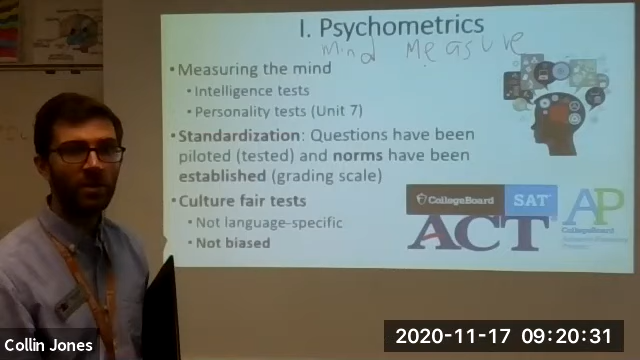 I. Psychometrics
mind measure
• Measuring the mind
• Intelligence tests
• Personality tests (Unit 7)
• Standardization: Questions have been
piloted (tested) and norms have been
established (grading scale)
• Culture fair tests
• Not language-specific
• Not biased
CollegeBoard
SAT
ACT
AP
CollegeBoard
Collin Jones
2020-11-17 09:20:31